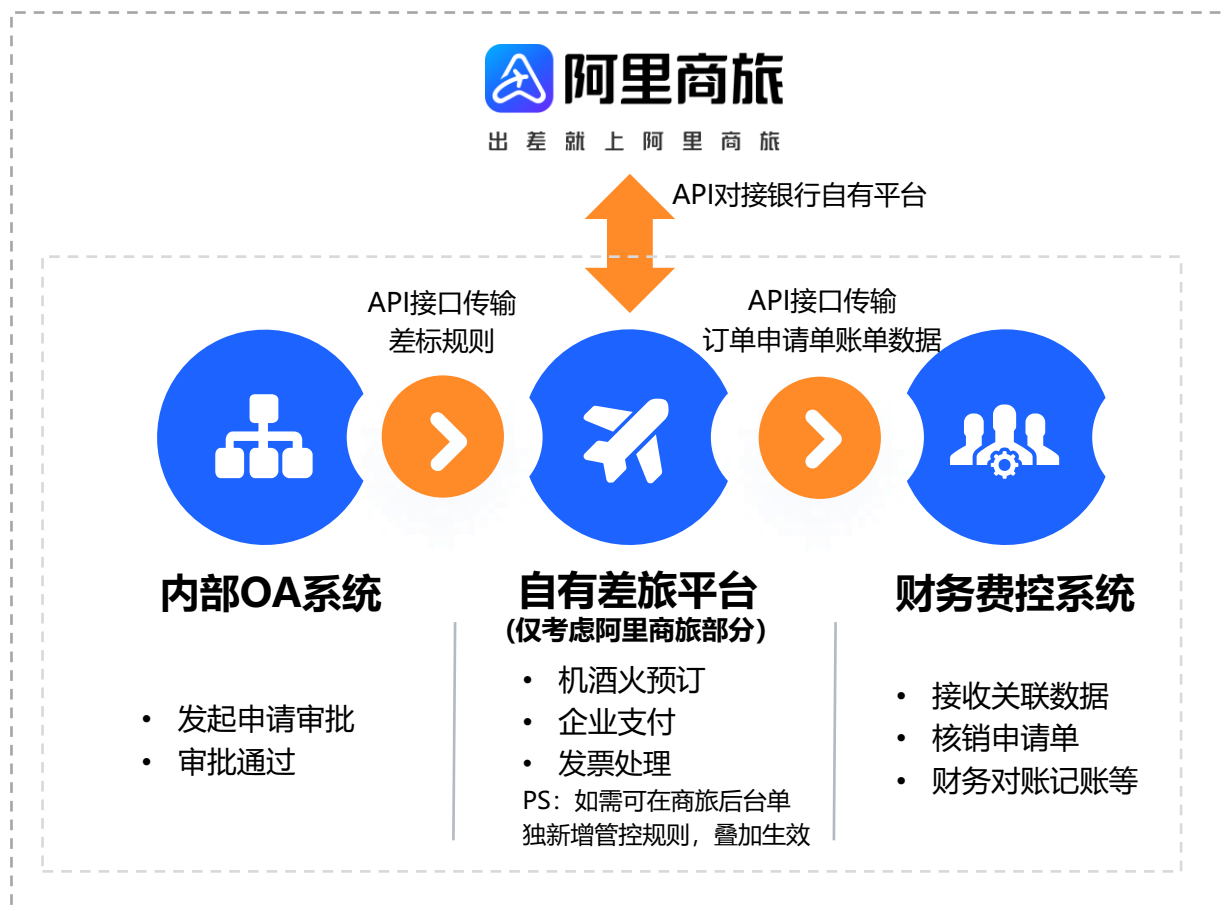 阿里商旅
出差就上阿里商旅
API对接银行自有平台
API接口传输
差标规则
API接口传输
订单申请单账单数据
内部OA系统
• 发起申请审批
• 审批通过
自有差旅平台
(仅考虑阿里商旅部分)
• 机酒火预订
• 企业支付
• 发票处理
PS：如需可在商旅后台单
独新增管控规则，叠加生效
财务费控系统
• 接收关联数据
• 核销申请单
• 财务对账记账等